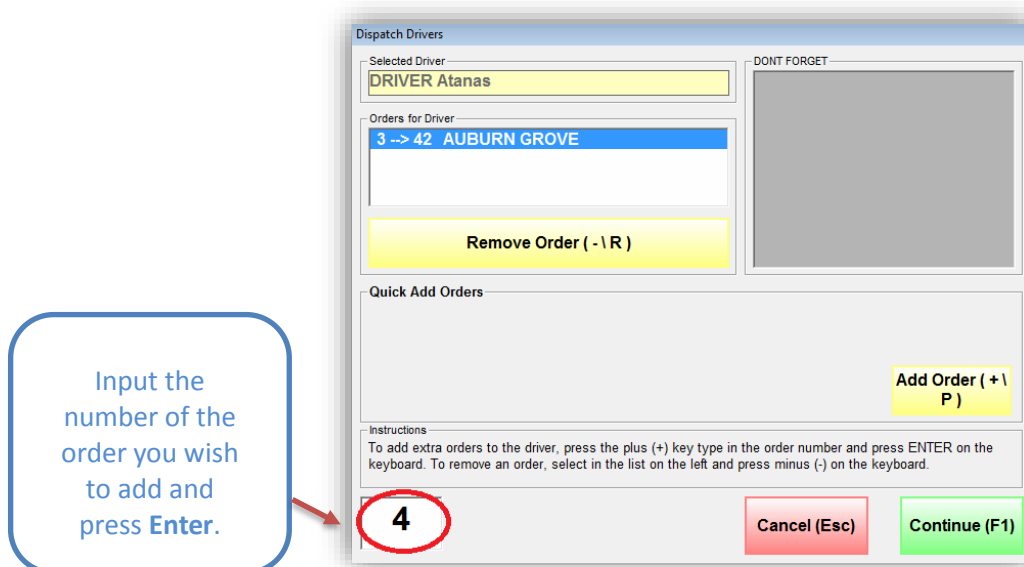 Dispatch Drivers
Selected Driver
DRIVER Atanas
DONT FORGET
Orders for Driver
3 --> 42 AUBURN GROVE
Remove Order ( - \ R )
Quick Add Orders
Add Order ( + \
P )
Instructions
To add extra orders to the driver, press the plus (+) key type in the order number and press ENTER on the
keyboard. To remove an order, select in the list on the left and press minus (-) on the keyboard.
4
Cancel (Esc)
Continue (F1)
Input the
number of the
order you wish
to add and
press Enter.